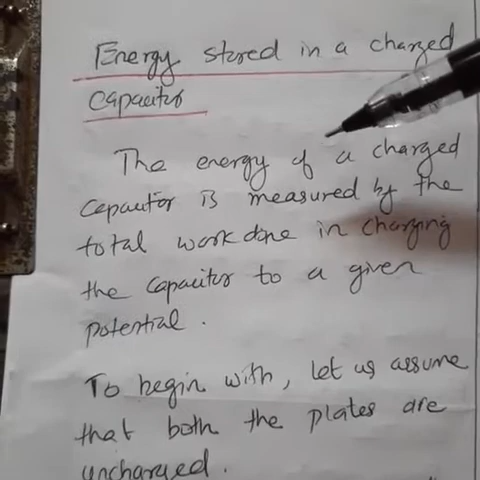 Energy stored in a charged
capacitor
The energy of a charged
capacitor is measured by the
total work done in charging
the capacitor to a given
potential.
To begin with, let us assume
that both the plates are
uncharged.